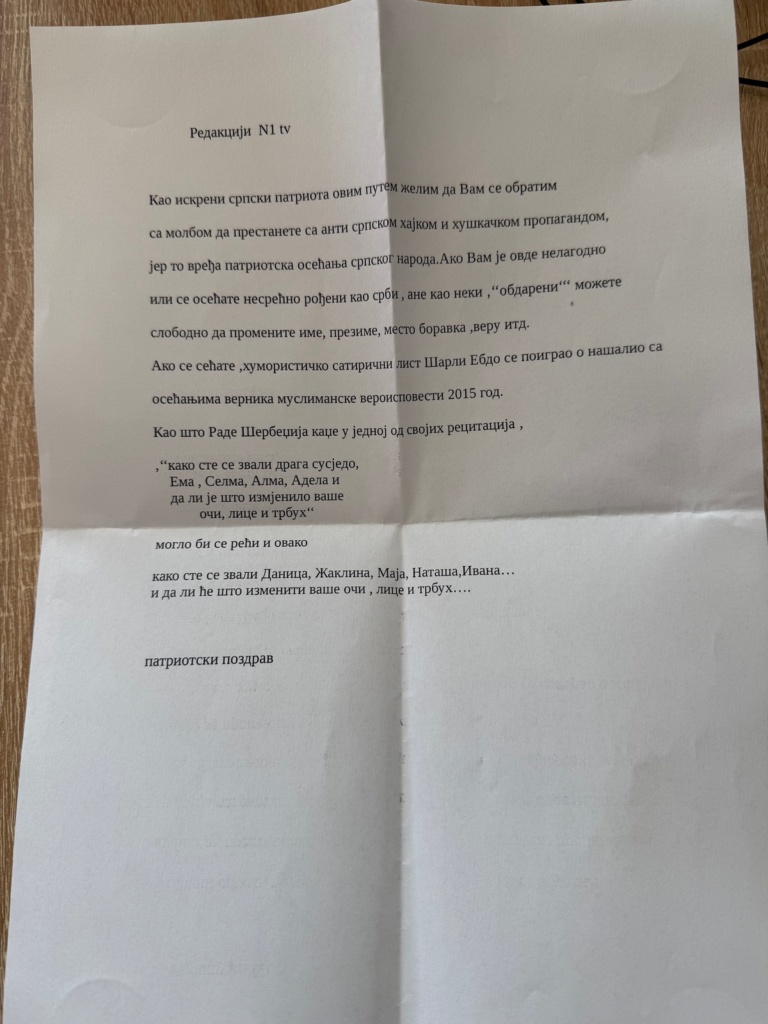 Редакцији N1 tv
Као искрени српски патриота овим путем желим да Вам се обратим
са молбом да престанете са анти српском хајком и хушкачком пропагандом,
јер то вређа патриотска осећања српског народа.Ако Вам је овде нелагодно
или се осећате несрећно рођени као срби , ане као неки ,“обдарени“‘ можете
слободно да промените име, презиме, место боравка ,веру итд.
Ако се сећате ,хумористичко сатирични лист Шарли Ебдо се поиграо о нашалио са
осећањима верника муслиманске вероисповести 2015 год.
Као што Раде Шербеџија каџе у једној од својих рецитација ,
,“како сте се звали драга сусједо,
Ема , Селма, Алма, Адела и
да ли је што измјенило ваше
очи, лице и трбух“
могло би се рећи и овако
како сте се звали Даница, Жаклина, Маја, Наташа,Ивана…
и да ли ће што изменити ваше очи , лице и трбух….
патриотски поздрав